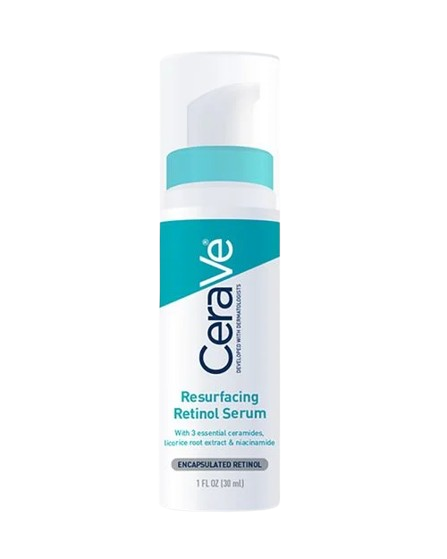 CeraVe®
DEVELOPED WITH DERMATOLOGISTS
Resurfacing
Retinol Serum
With 3 essential ceramides,
licorice root extract & niacinamide
ENCAPSULATED RETINOL
1 FL OZ (30 ml)